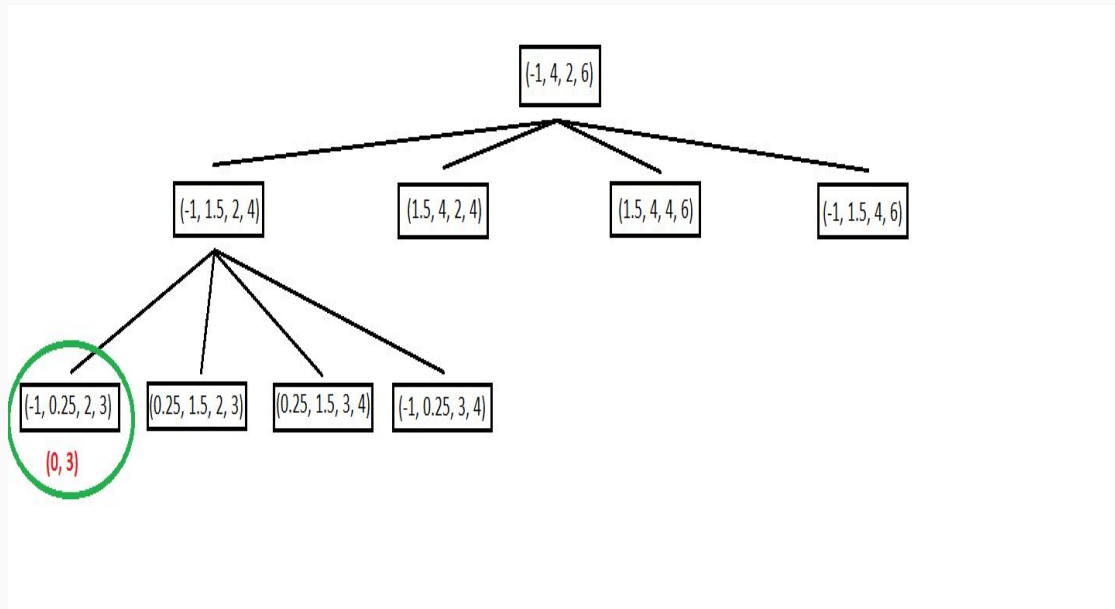 (-1, 4, 2, 6)
(-1, 1.5, 2, 4)
(1.5, 4, 2, 4)
(1.5, 4, 4, 6)
(-1, 1.5, 4, 6)
(-1, 0.25, 2, 3)
(0.25, 1.5, 2, 3)
(0.25, 1.5, 3, 4)
(-1, 0.25, 3, 4)
(0, 3)